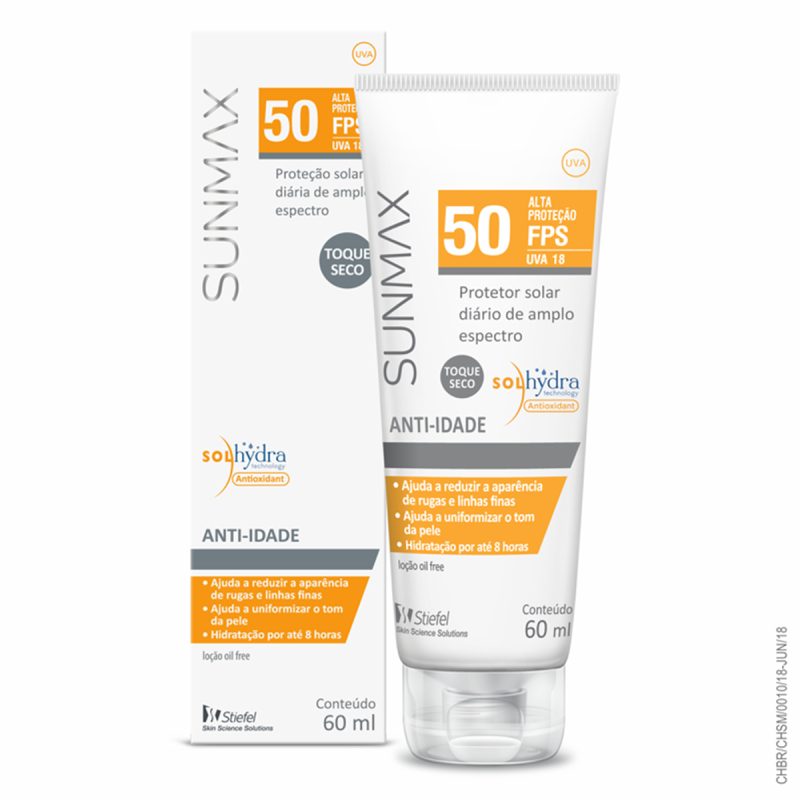 UVA
SUNMAX
50
ALTA
FPS
UVA 18
Proteção solar
diária de amplo
espectro
TOQUE
SECO
SOLhydra
technology
Antioxidant
ANTI-IDADE
• Ajuda a reduzir a aparência
de rugas e linhas finas
• Ajuda a uniformizar o tom
da pele
• Hidratação por até 8 horas
loção oil free
Stiefel
Skin Science Solutions
Conteúdo
60 ml
UVA
SUNMAX
50
ALTA
PROTEÇÃO
FPS
UVA 18
Protetor solar
diário de amplo
espectro
TOQUE
SECO
SOLhydra
technology
Antioxidant
ANTI-IDADE
• Ajuda a reduzir a aparência
de rugas e linhas finas
• Ajuda a uniformizar o tom
da pele
• Hidratação por até 8 horas
loção oil free
Stiefel
Skin Science Solutions
Conteúdo
60 ml
CHBR/CHSM/0010/18-JUN/18